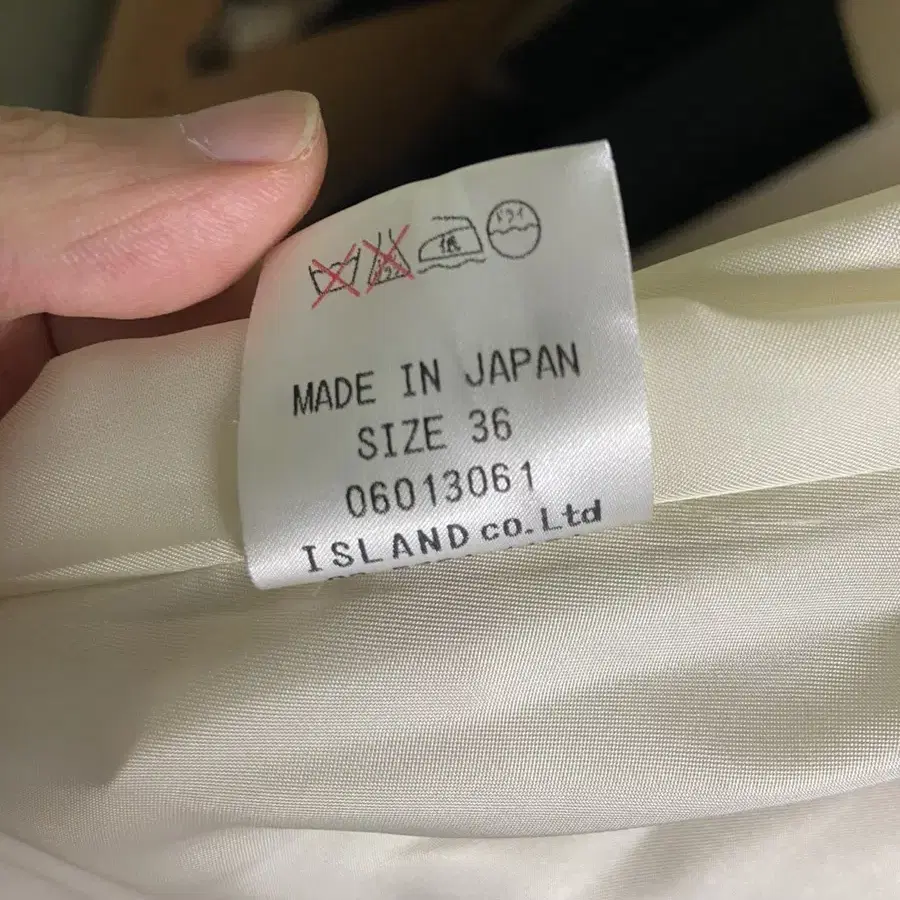 低 ドライ
MADE IN JAPAN
SIZE 36
06013061
ISLAND co.Ltd